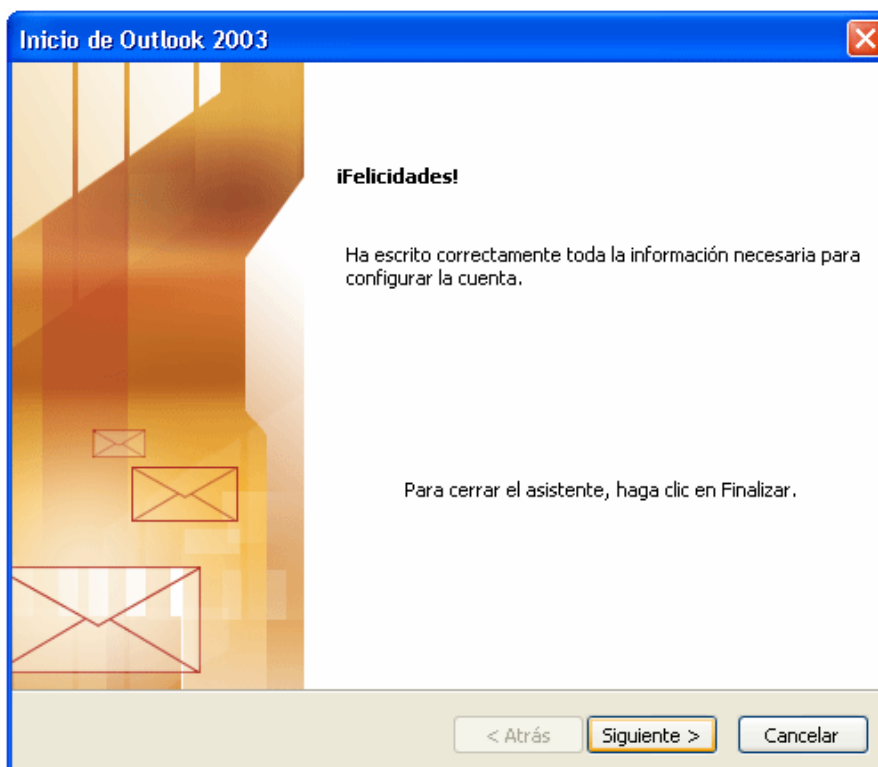 Inicio de Outlook 2003
¡Felicidades!
Ha escrito correctamente toda la información necesaria para
configurar la cuenta.
Para cerrar el asistente, haga clic en Finalizar.
< Atrás
Siguiente >
Cancelar